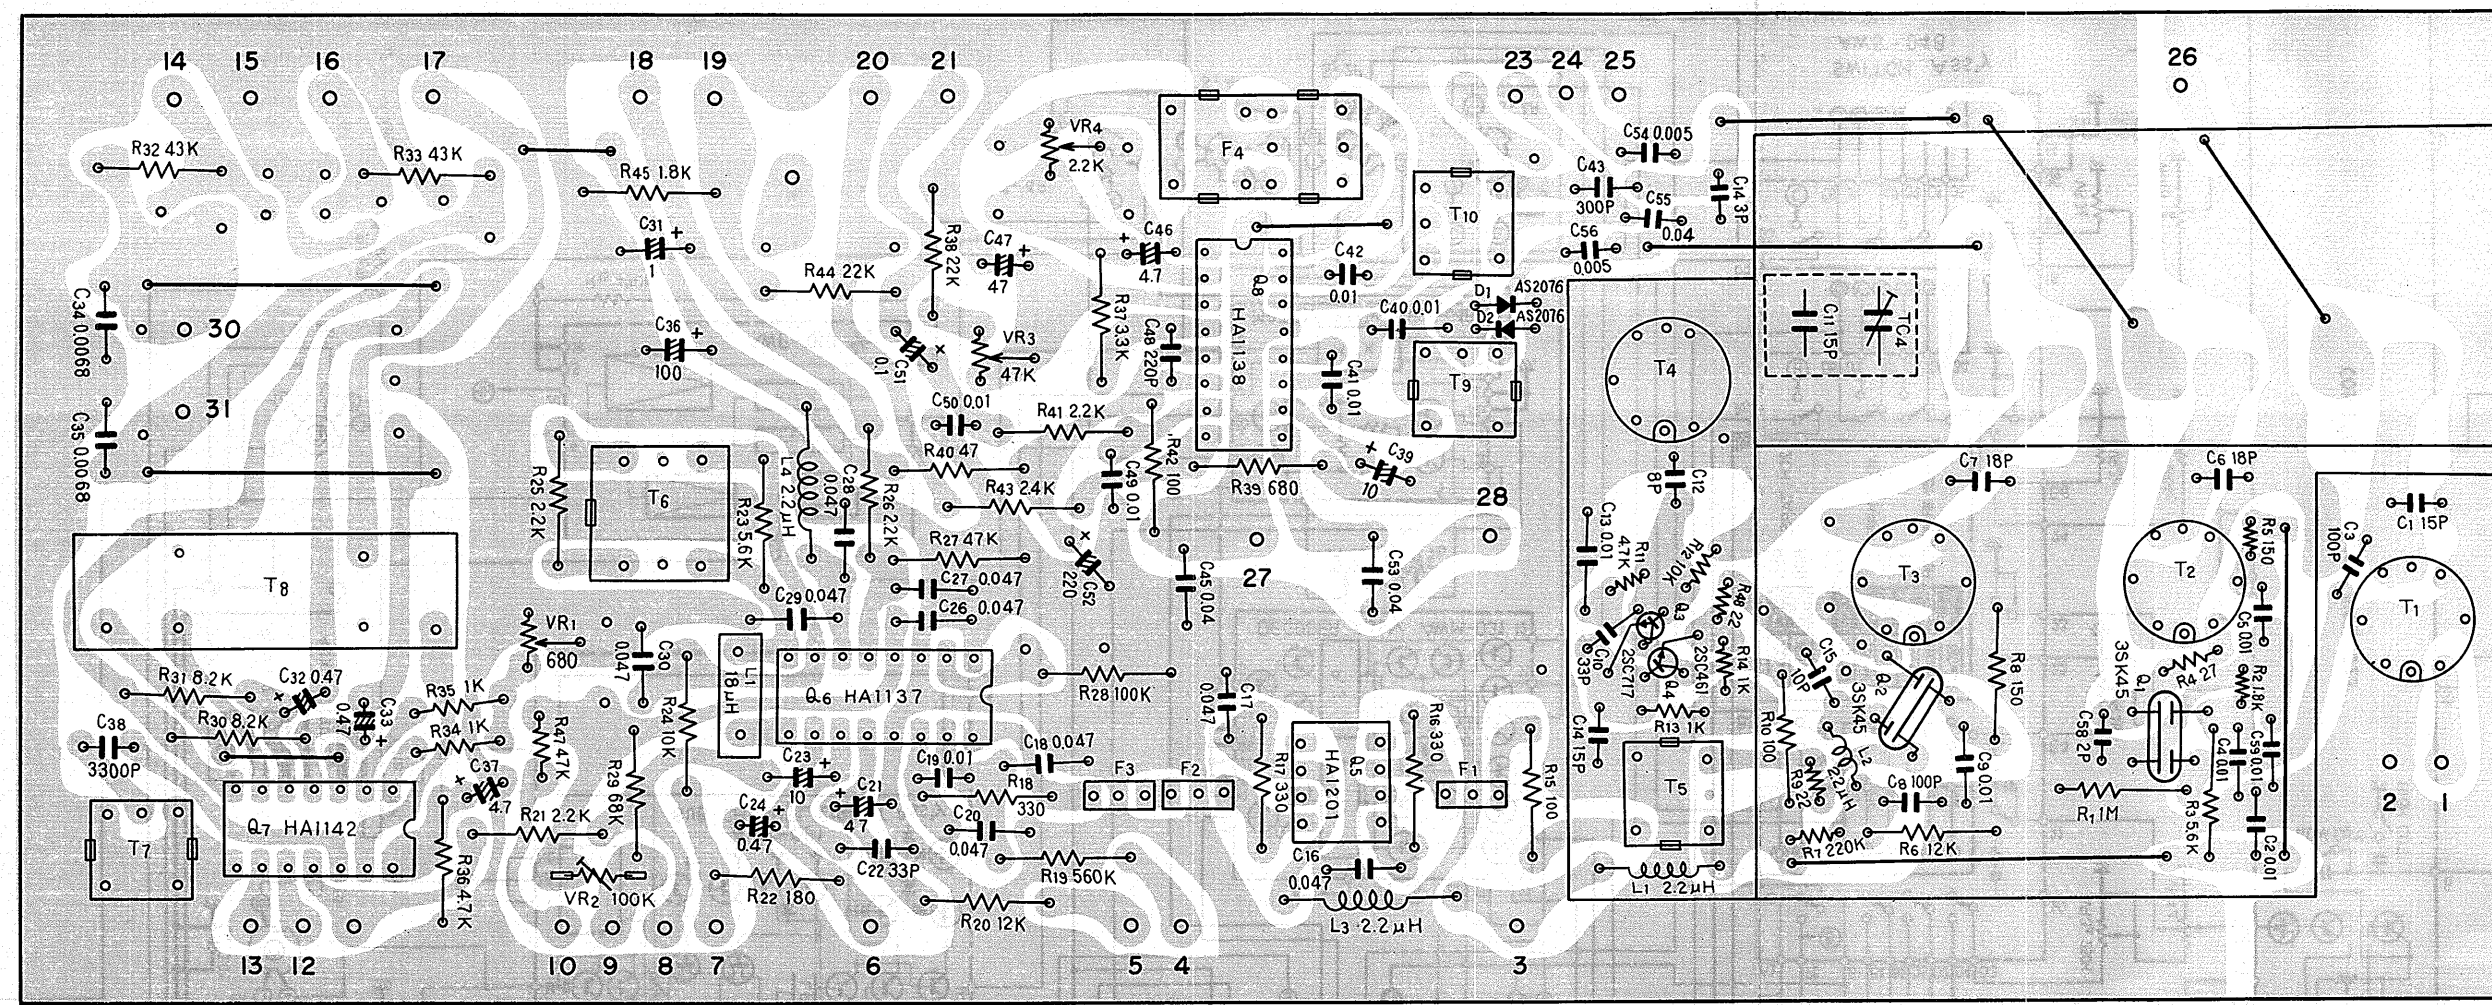 14 15 16 17 18 19 20 21 23 24 25 26
R32 43K
R33 43K
R45 1.8K
C31
1
VR4
2.2K
F4
C54 0.005
C43
300P
C55
0.04
C56
0.005
C14 3P
T10
R38 22K
C47
47
C46
4.7
R44 22K
R37 3.3K
Q8
HA1138
C42
0.01
C40 0.01
D1 AS2076
D2 AS2076
C34 0.0068
30
C36
100
C51
0.1
VR3
47K
C48 220P
C41 0.01
T9
T4
C11 15P
TC4
31
C35 0.0068
C50 0.01
R41 2.2K
R40 47
R42 100
C49 0.01
R39 680
C39
10
28
C12
8P
C7 18P
C6 18P
C1 15P
R25 2.2K
T6
R23 5.6K
L4 2.2μH
0.047
C28
R26 2.2K
R43 2.4K
R27 47K
C27 0.047
C29 0.047
C26 0.047
C52
220
C45 0.04
27
C53 0.04
C13 0.01
R11
4.7K
R12 10K
R48 22
T3
T2
R5 150
C3
100P
T1
T8
VR1
680
C30
0.047
Q3
2SC717
C10
33P
2SC461
Q4
R14 1K
C15
10P
3SK45
Q2
R8 150
3SK45
Q1
R4 27
C5 0.01
R2 1.8K
R31 8.2K
C32 0.47
R35 1K
R30 8.2K
C33
0.47
R34 1K
C38
3300P
R47 47K
R24 10K
L1
18μH
Q6 HA1137
R28 100K
C17
0.047
R17 330
HA1201
Q5
R16 330
F1
R15 100
C14 15P
R13 1K
T5
R10 100
R9 22
L2
2.2μH
C8 100P
C9 0.01
C58 2P
R1 1M
R3 5.6K
C4 0.01
C59 0.01
C2 0.01
2 1
C37
4.7
R29 68K
C23
10
C19 0.01
C18 0.047
R18
330
F3
F2
T7
Q7 HA1142
R36 4.7K
R21 2.2K
C24
0.47
C21
47
C20
0.047
C22 33P
R19 560K
C16
0.047
R7 220K
R6 12K
VR2 100K
R22 180
R20 12K
L3 2.2μH
L1 2.2μH
13 12 10 9 8 7 6 5 4 3